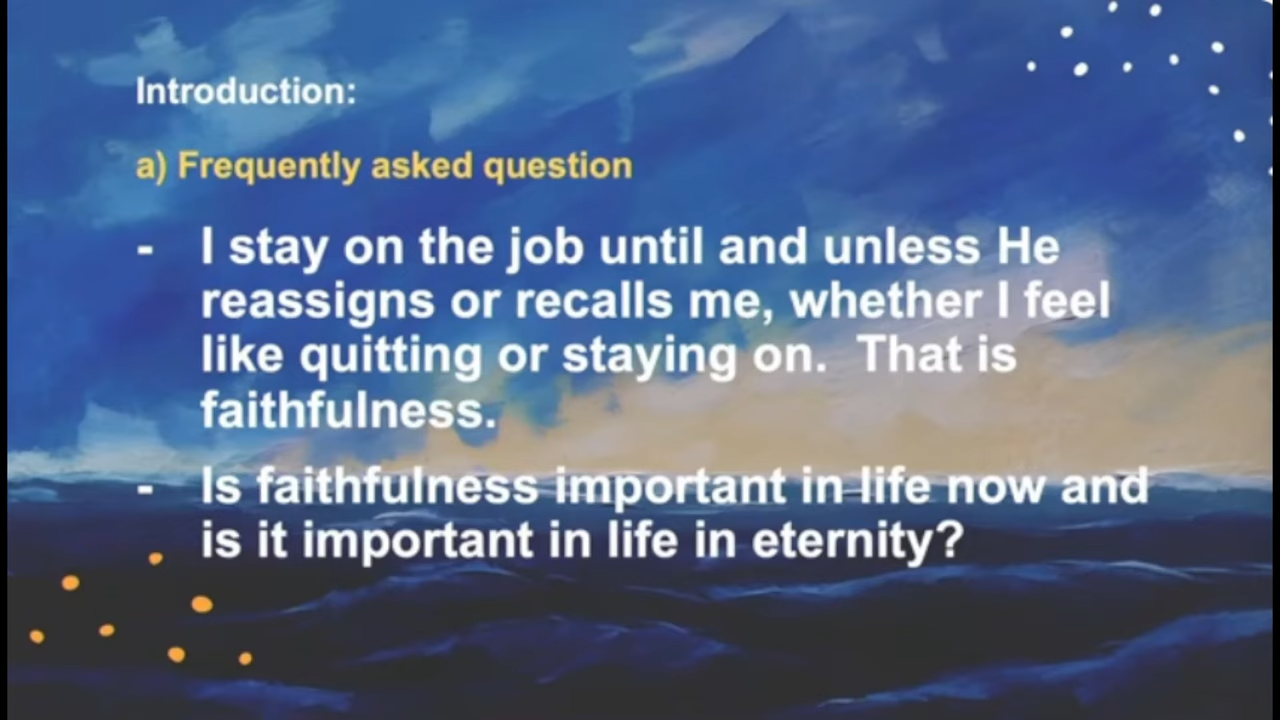 Introduction:
a) Frequently asked question
- I stay on the job until and unless He
reassigns or recalls me, whether I feel
like quitting or staying on.  That is
faithfulness.
- Is faithfulness important in life now and
is it important in life in eternity?